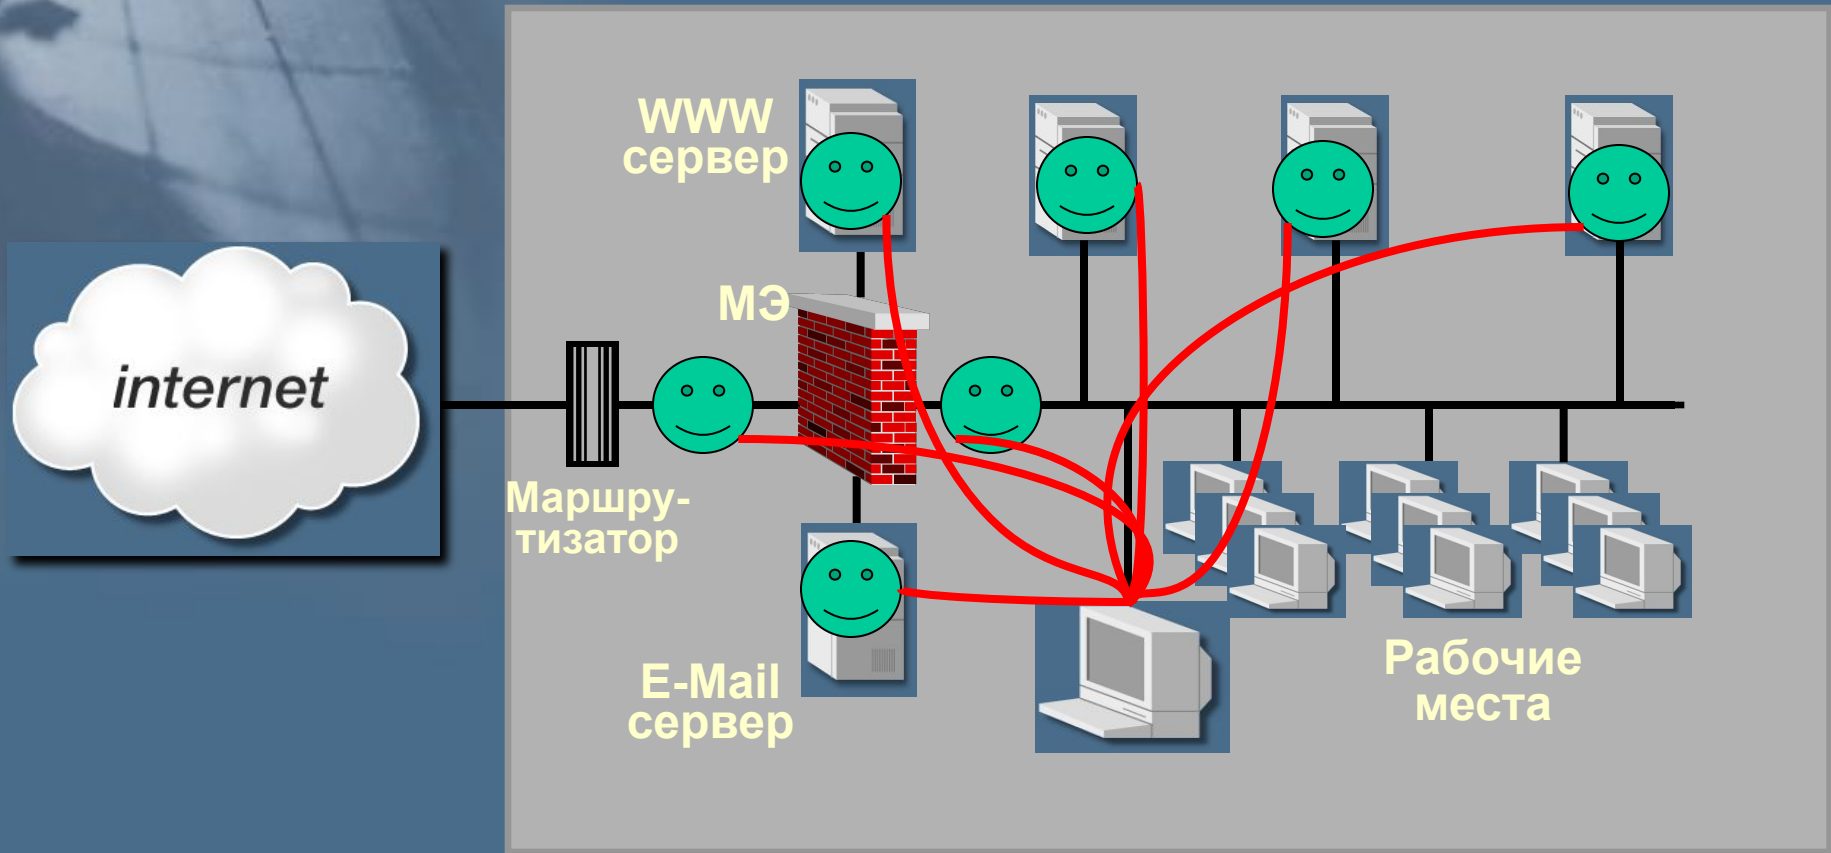 WWW
сервер
МЭ
internet
Маршру-
тизатор
E-Mail
сервер
Рабочие
места